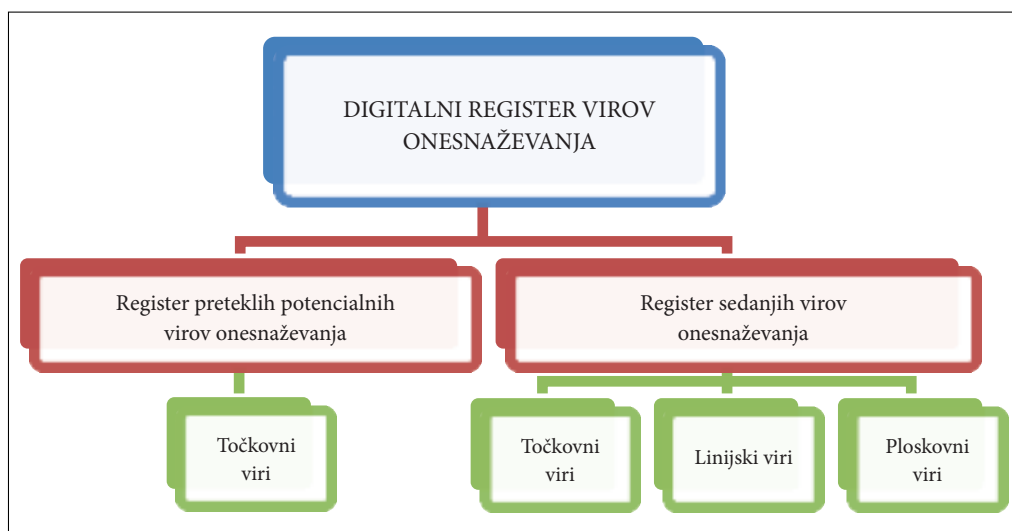 DIGITALNI REGISTER VIROV
ONESNAŽEVANJA
Register preteklih potencialnih
virov onesnaževanja
Register sedanjih virov
onesnaževanja
Točkovni
viri
Točkovni
viri
Linijski viri
Ploskovni
viri